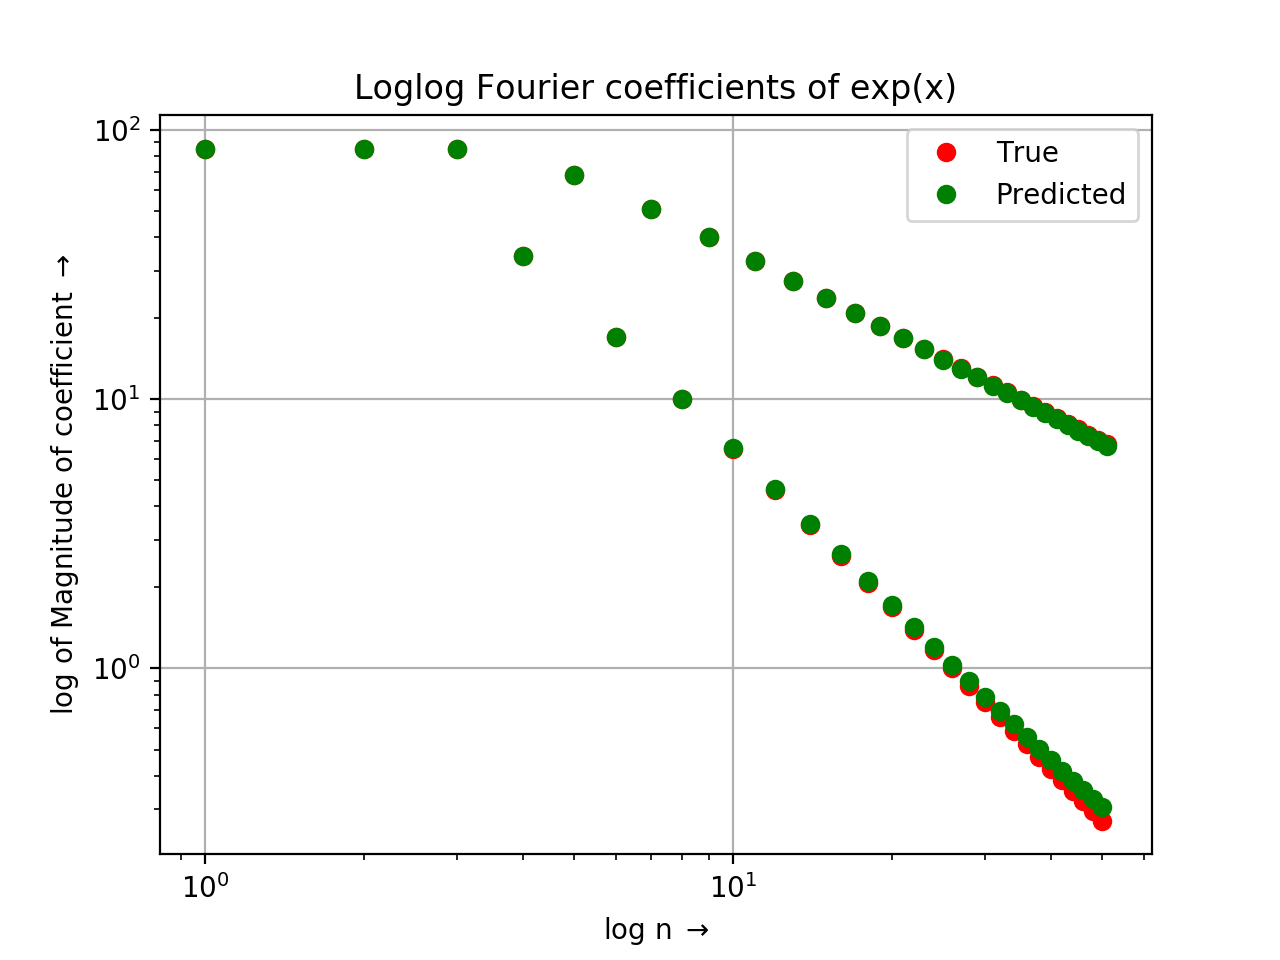 Loglog Fourier coefficients of exp(x)
True
Predicted
10²
10¹
10⁰
log of Magnitude of coefficient →
10⁰
10¹
log n →